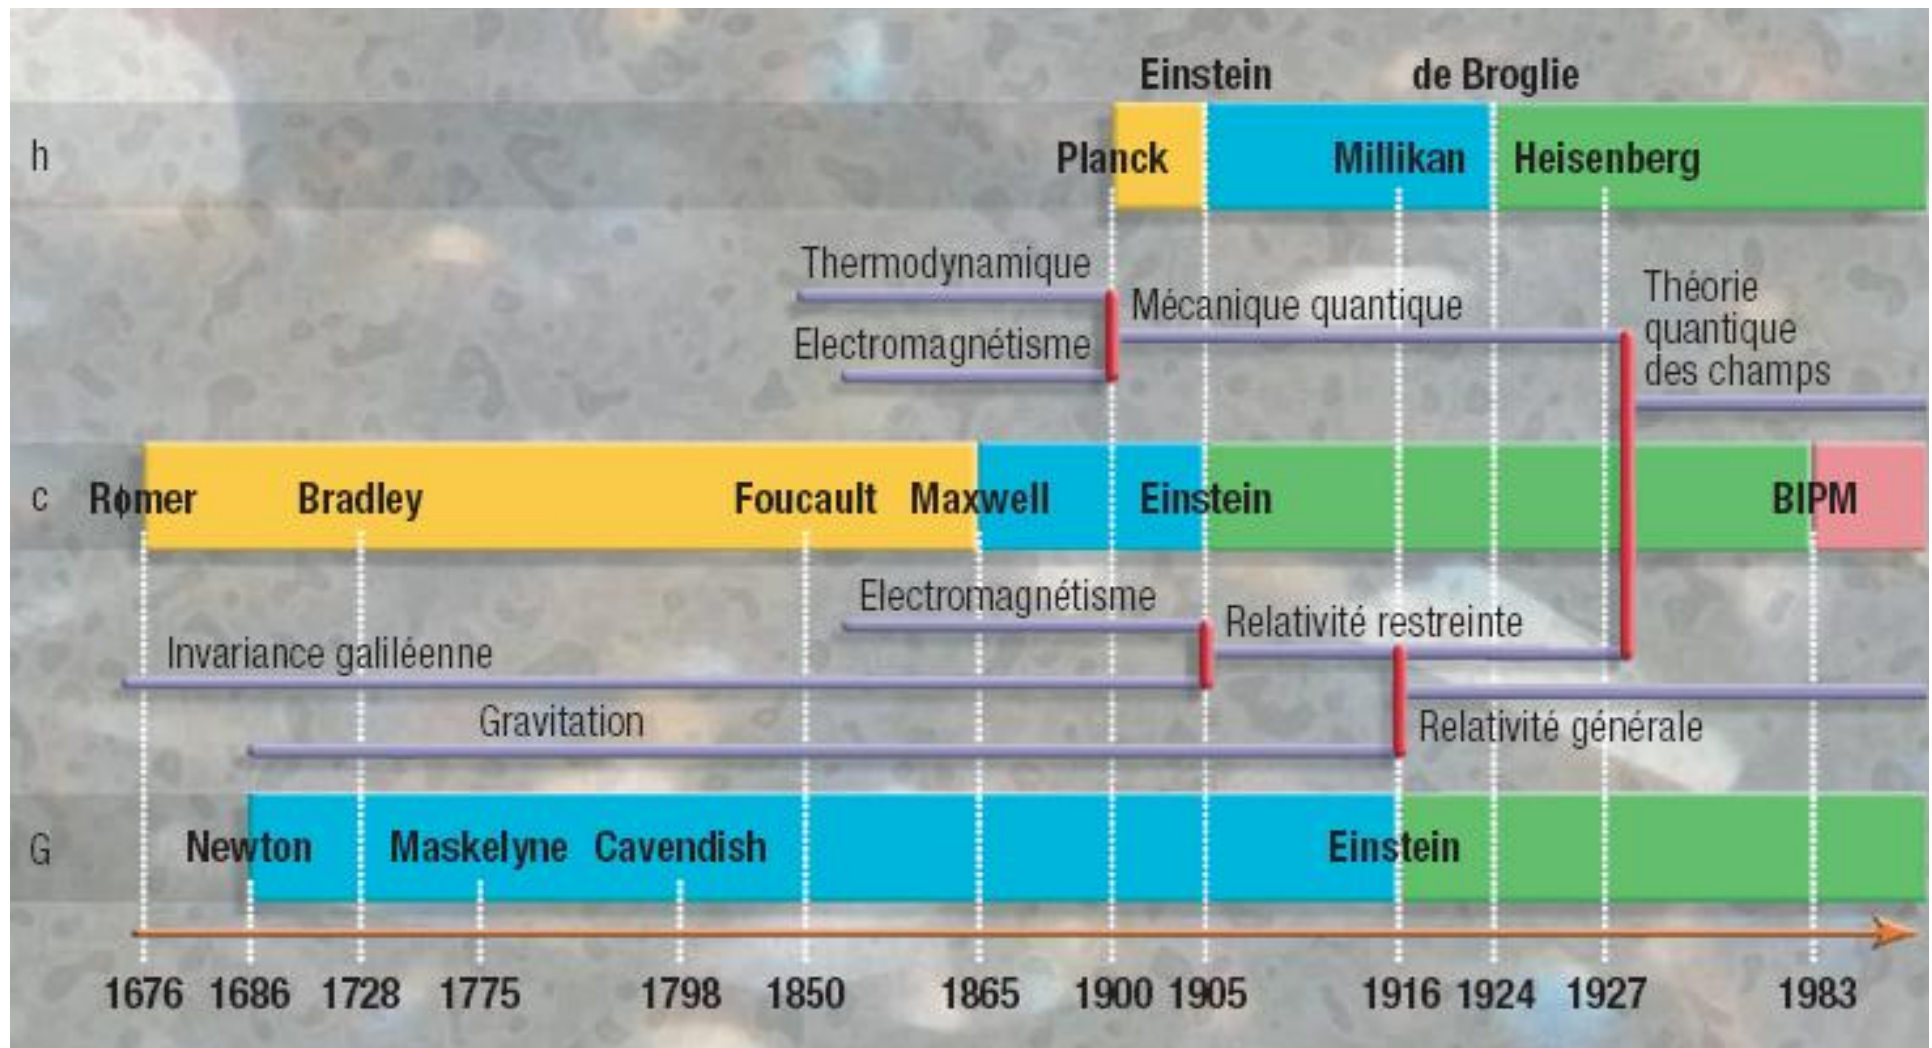 Einstein de Broglie
h Planck Millikan Heisenberg
Thermodynamique
Mécanique quantique
Electromagnétisme
Théorie
quantique
des champs
c Rømer Bradley Foucault Maxwell Einstein BIPM
Electromagnétisme
Relativité restreinte
Invariance galiléenne
Gravitation
Relativité générale
G Newton Maskelyne Cavendish Einstein
1676 1686 1728 1775 1798 1850 1865 1900 1905 1916 1924 1927 1983